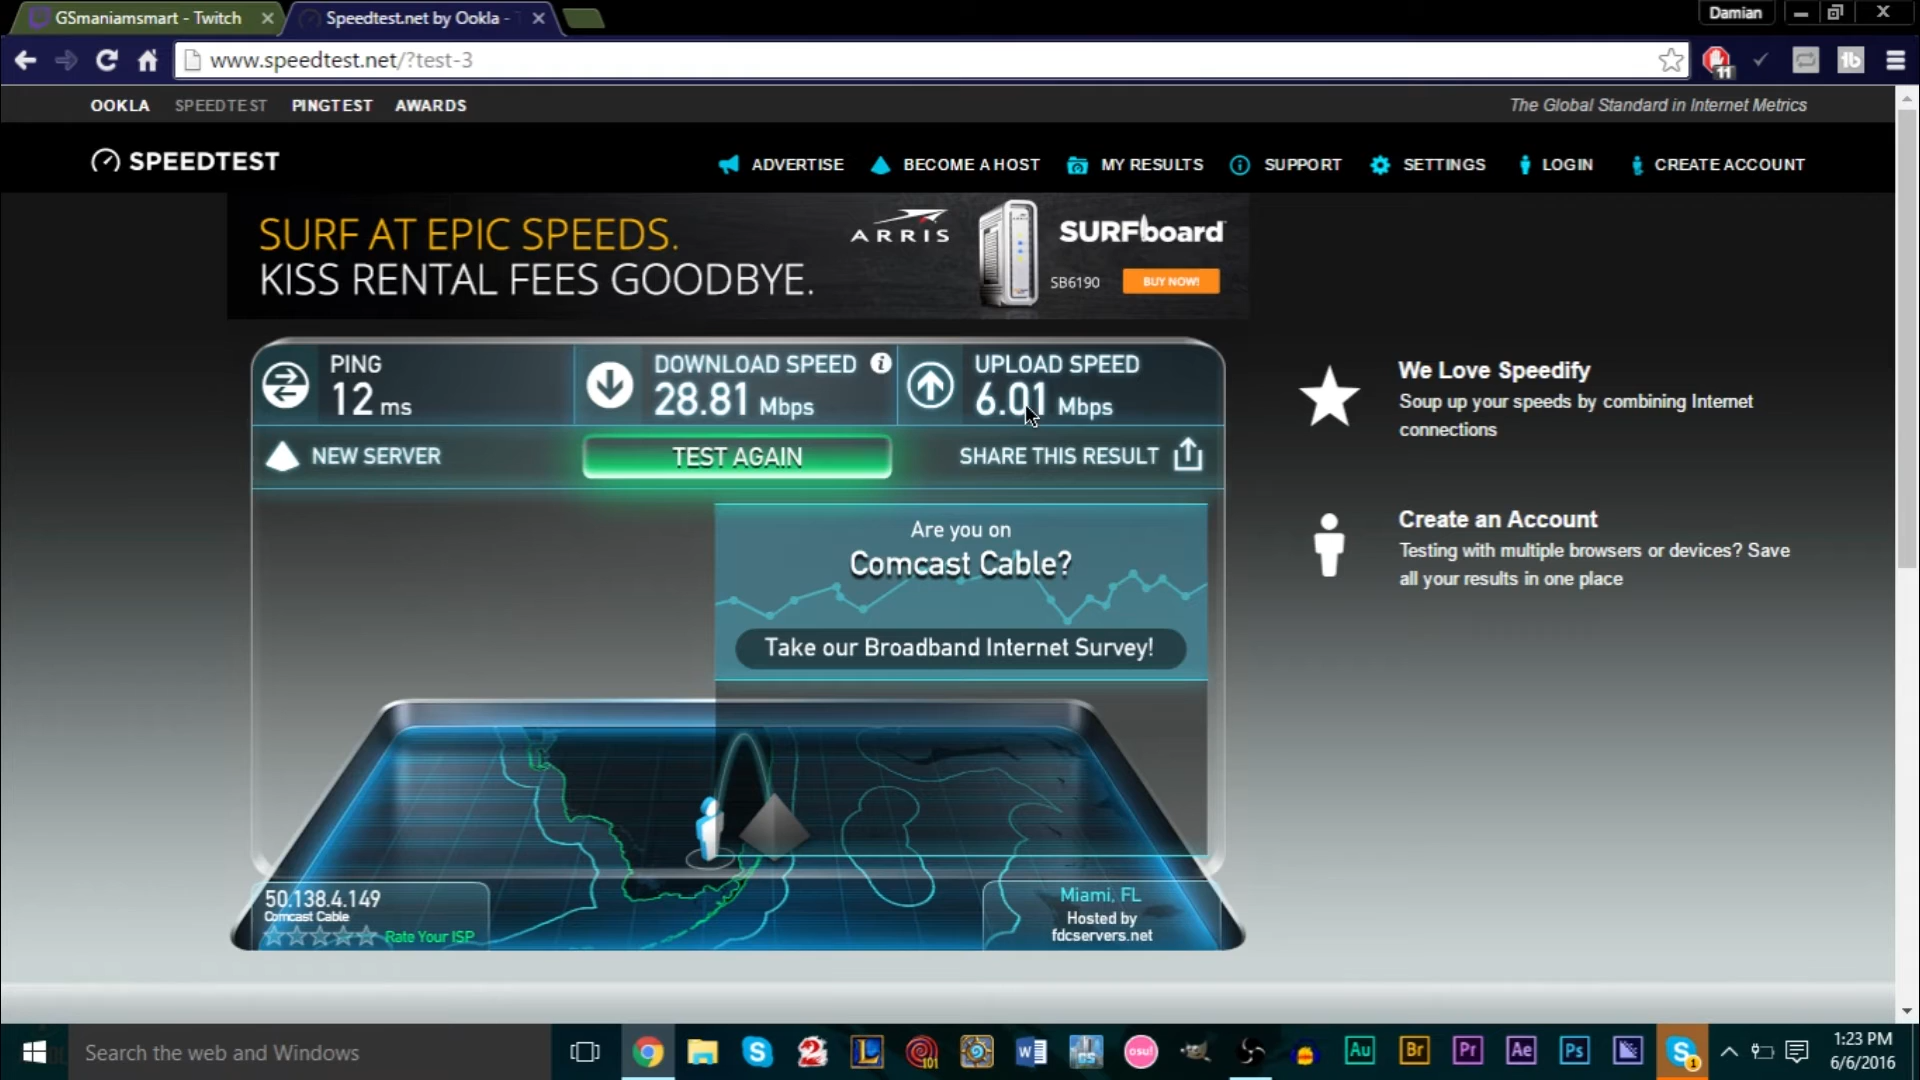 GSmaniamsmart - Twitch
Speedtest.net by Ookla -
Damian
www.speedtest.net/?test-3
11
OOKLA SPEEDTEST PINGTEST AWARDS
The Global Standard in Internet Metrics
SPEEDTEST
ADVERTISE BECOME A HOST MY RESULTS SUPPORT SETTINGS LOGIN CREATE ACCOUNT
SURF AT EPIC SPEEDS.
KISS RENTAL FEES GOODBYE.
ARRIS
SURFboard
SB6190
BUY NOW!
PING
12 ms
DOWNLOAD SPEED
28.81 Mbps
UPLOAD SPEED
6.01 Mbps
NEW SERVER
TEST AGAIN
SHARE THIS RESULT
We Love Speedify
Soup up your speeds by combining Internet
connections
Create an Account
Testing with multiple browsers or devices? Save
all your results in one place
Are you on
Comcast Cable?
Take our Broadband Internet Survey!
50.138.4.149
Comcast Cable
Rate Your ISP
Miami, FL
Hosted by
fdcservers.net
Search the web and Windows
101
osu!
Au
Br
Pr
Ae
Ps
1
1:23 PM
6/6/2016